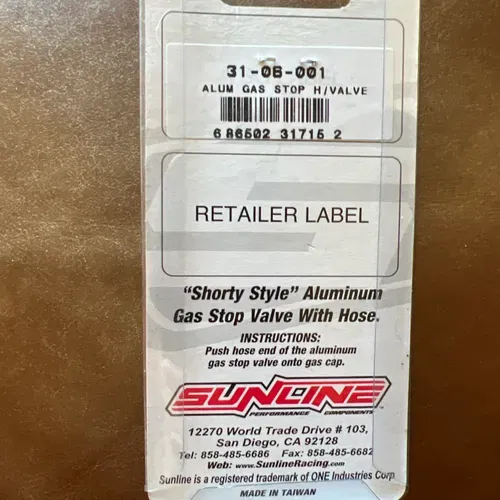 31-06-001
ALUM GAS STOP H/VALVE
6 86502 31715 2
RETAILER LABEL
“Shorty Style” Aluminum
Gas Stop Valve With Hose.
INSTRUCTIONS:
Push hose end of the aluminum
gas stop valve onto gas cap.
SUNLINE
PERFORMANCE COMPONENTS
12270 World Trade Drive # 103,
San Diego, CA 92128
Tel: 858-485-6686 Fax: 858-485-6682
Web: www.SunlineRacing.com
Sunline is a registered trademark of ONE Industries Corp
MADE IN TAIWAN